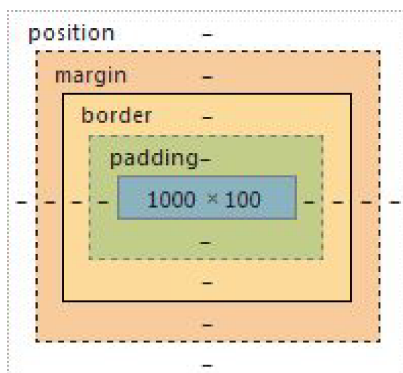 position –
margin –
border –
padding–
– – – – 1000 × 100 – – – –
–
–
–
–